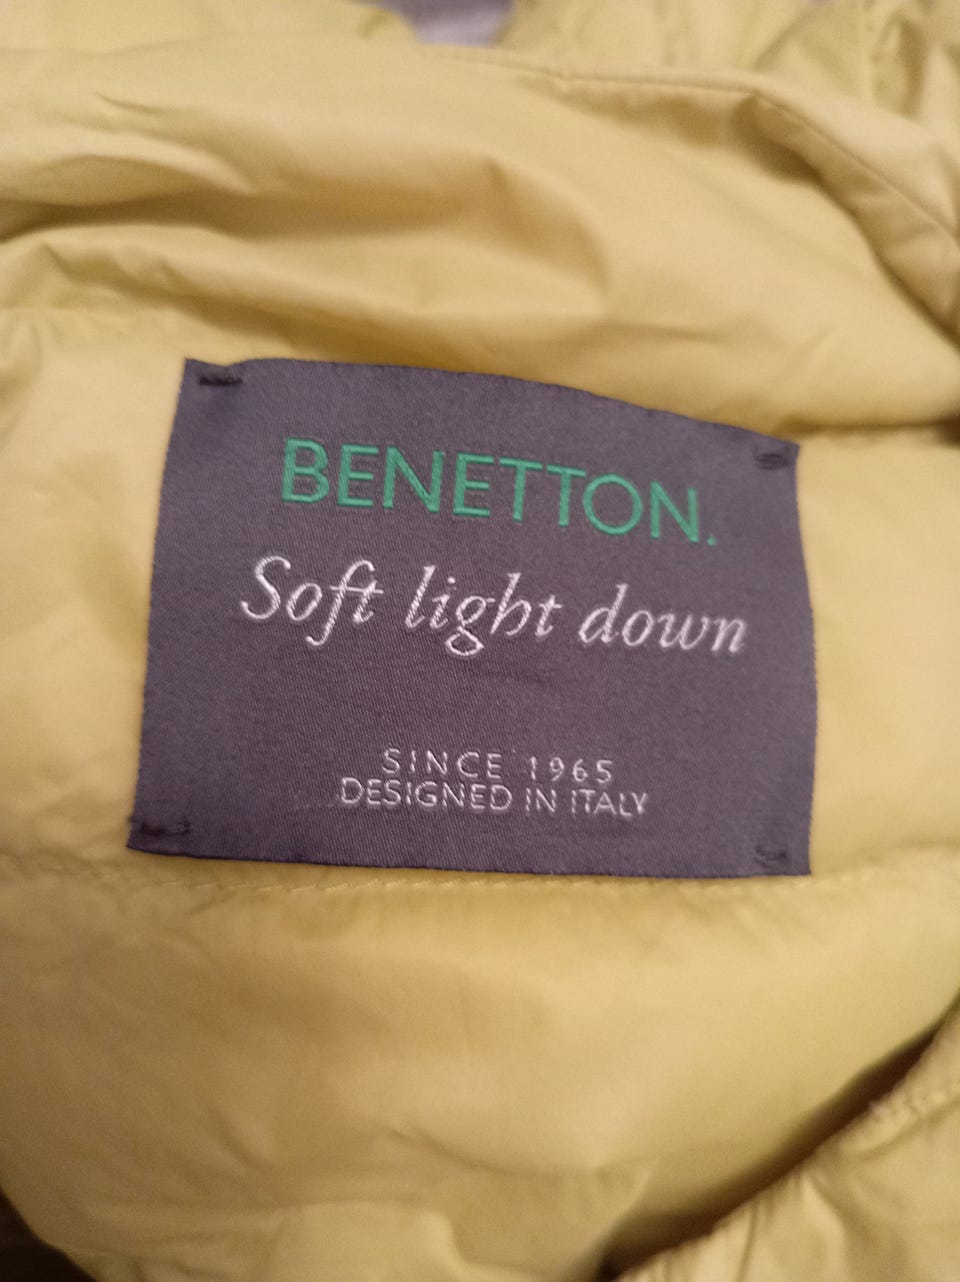 BENETTON.
Soft light down
SINCE 1965
DESIGNED IN ITALY